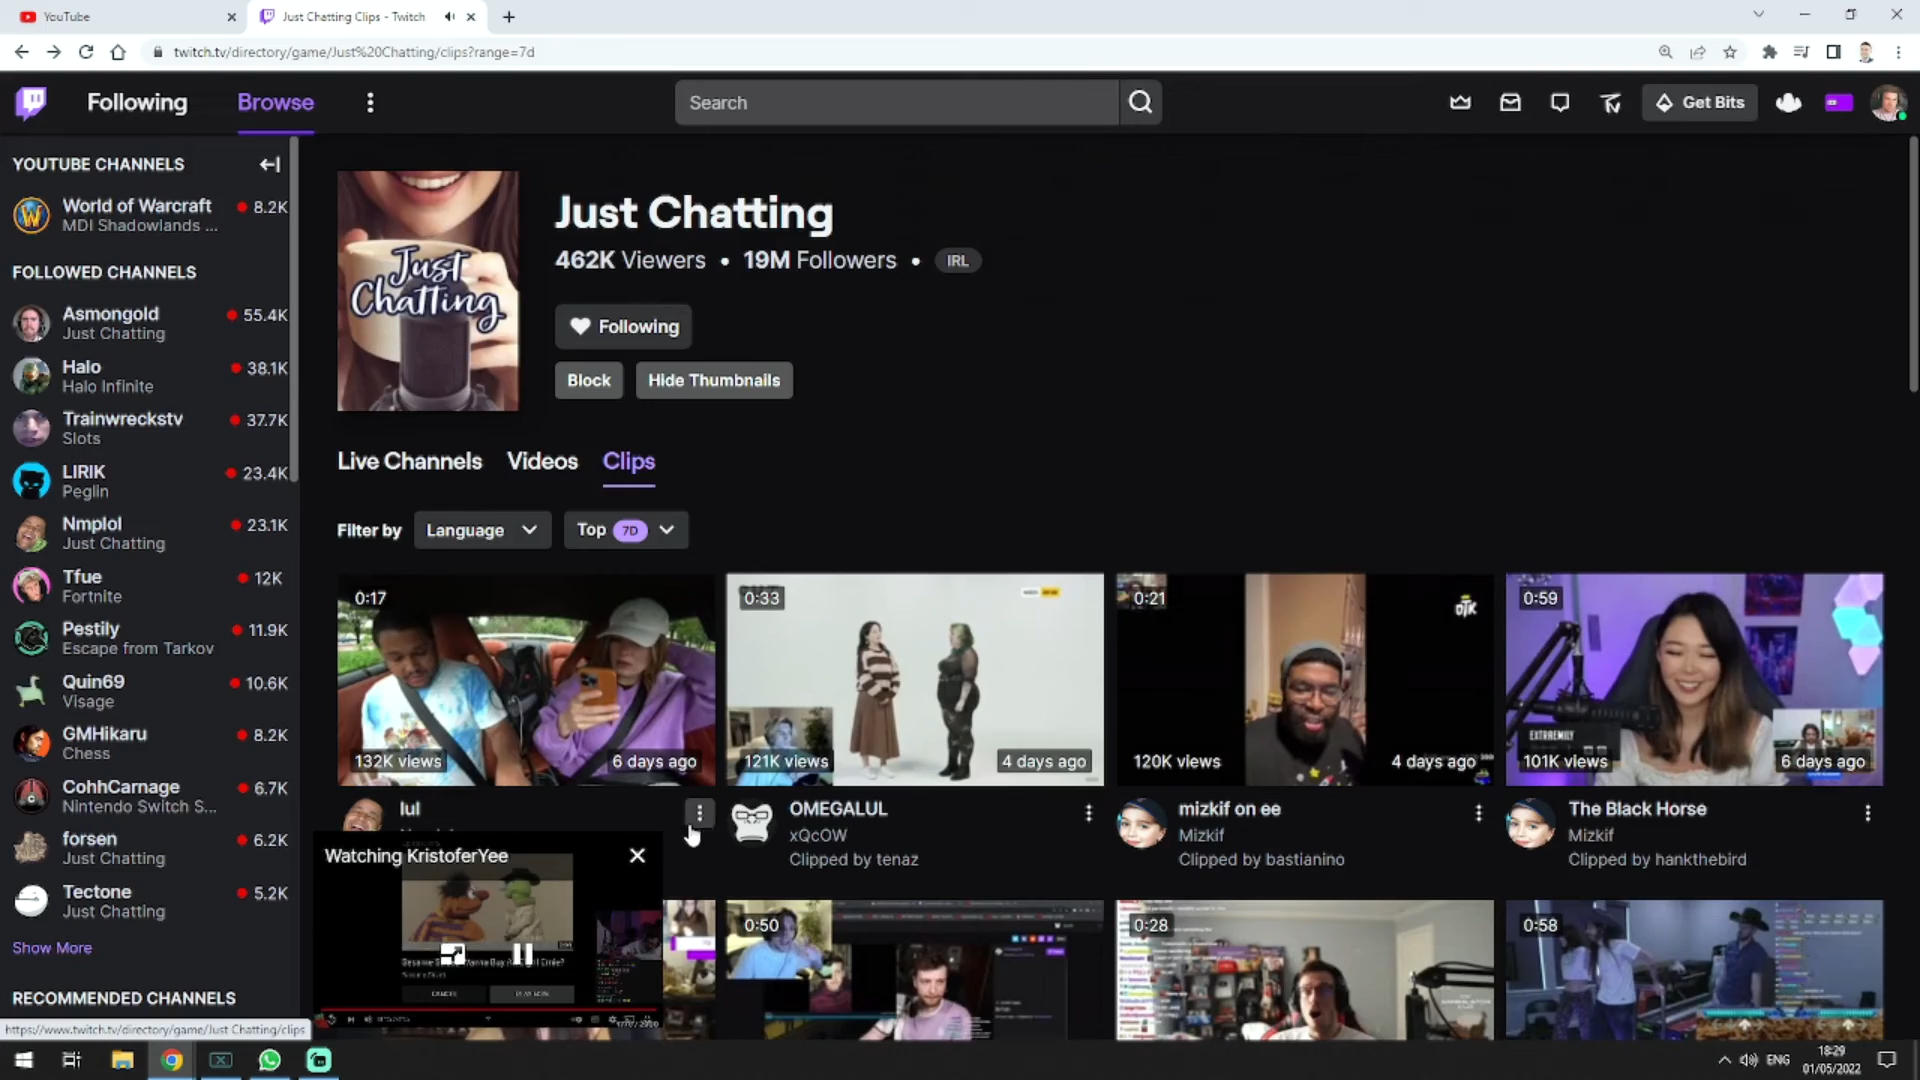 YouTube
Just Chatting Clips - Twitch
twitch.tv/directory/game/Just%20Chatting/clips?range=7d
Following
Browse
Search
Get Bits
YOUTUBE CHANNELS
World of Warcraft
8.2K
MDI Shadowlands ...
FOLLOWED CHANNELS
Asmongold
55.4K
Just Chatting
Halo
38.1K
Halo Infinite
Trainwreckstv
37.7K
Slots
LIRIK
23.4K
Peglin
Nmplol
23.1K
Just Chatting
Tfue
12K
Fortnite
Pestily
11.9K
Escape from Tarkov
Quin69
10.6K
Visage
GMHikaru
8.2K
Chess
CohhCarnage
6.7K
Nintendo Switch S...
forsen
6.2K
Just Chatting
Tectone
5.2K
Just Chatting
Show More
RECOMMENDED CHANNELS
https://www.twitch.tv/directory/game/Just Chatting/clips
Just
Chatting
Just Chatting
462K Viewers • 19M Followers • IRL
Following
Block
Hide Thumbnails
Live Channels
Videos
Clips
Filter by
Language
Top 7D
0:17
132K views
6 days ago
lul
0:33
121K views
4 days ago
OMEGALUL
xQcOW
Clipped by tenaz
0:21
OTK
120K views
4 days ago
mizkif on ee
Mizkif
Clipped by bastianino
0:59
EXTRAEMILY
101K views
6 days ago
The Black Horse
Mizkif
Clipped by hankthebird
Watching KristoferYee
0:50
0:28
0:58
ENG
18:29
01/05/2022